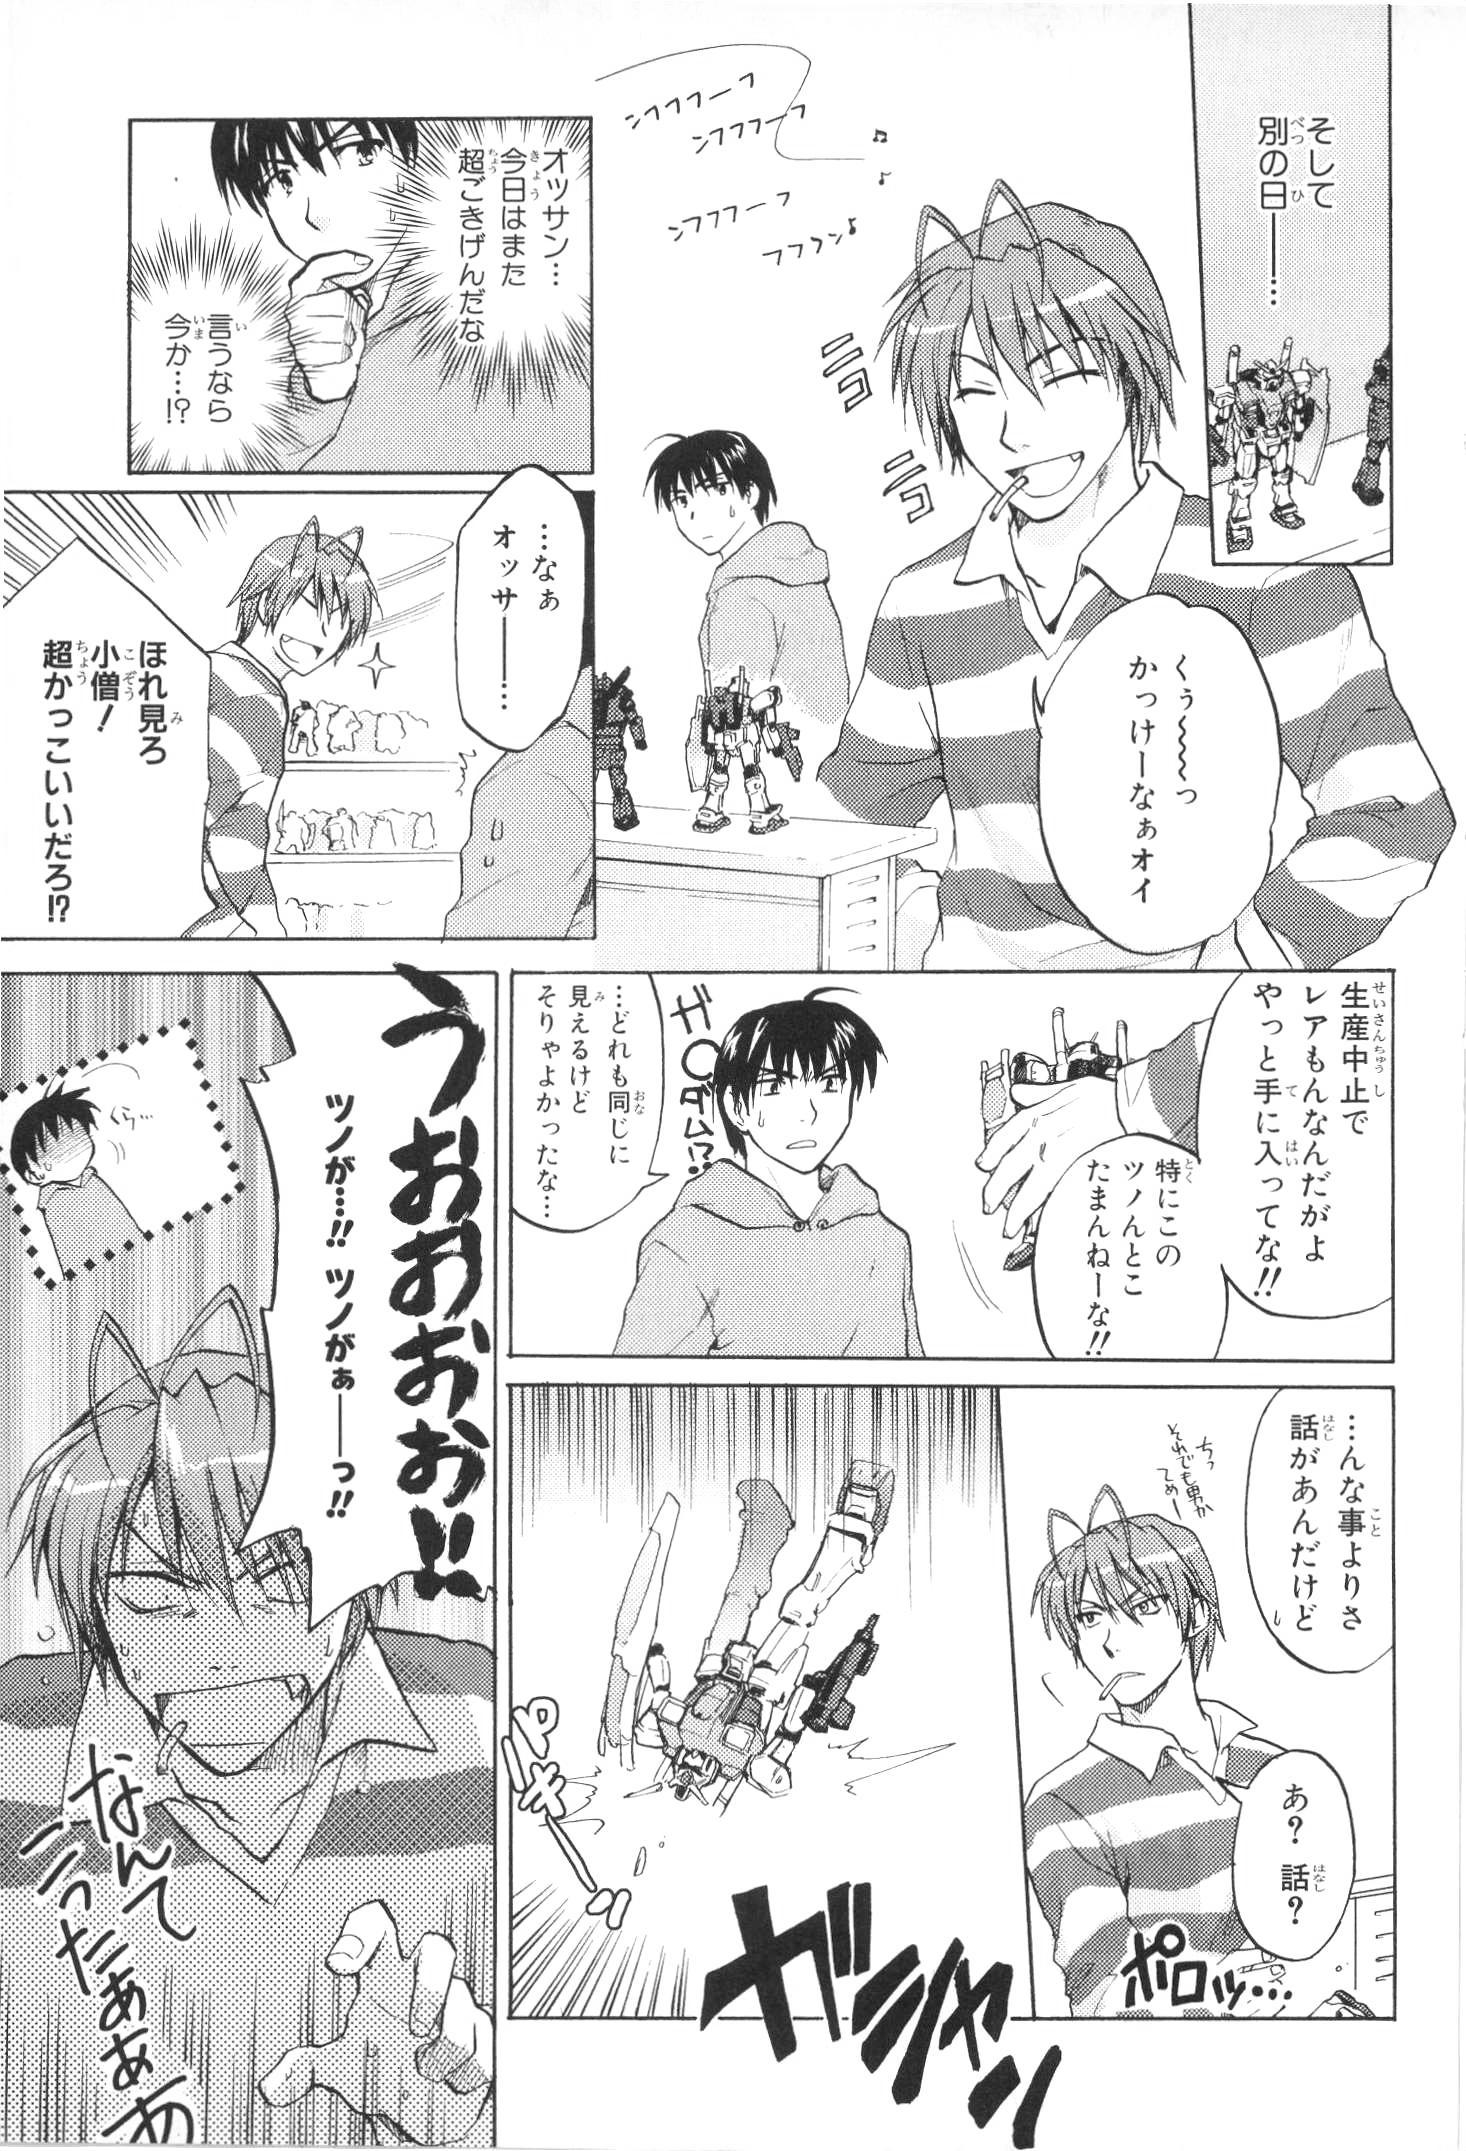 そして
別の日――…
ンフフフーフ
ンフフフーフ
ンフフフーフ
フフフン
ニヨ
ニヨ
くぅ～～～っ
かっけーなぁオイ
オッサン…
今日はまた
超ごきげんだな
言うなら
今か…!?
…なぁ
オッサ――…
ほれ見ろ
小僧！
超かっこいいだろ!?
生産中止で
レアもんなんだがよ
やっと手に入ってな!!
特にこの
ツノんとこ
たまんねーな!!
ガ○ダム!?
…どれも同じに
見えるけど
そりゃよかったな…
…んな事よりさ
話があんだけど
ちっ
それでも男か
てめー
あ？ 話？
ポロッ…
ガシャン
パキーン
うおおおお!!
ツノが…!! ツノがぁ――っ!!
くら…
なんて
こったぁああ